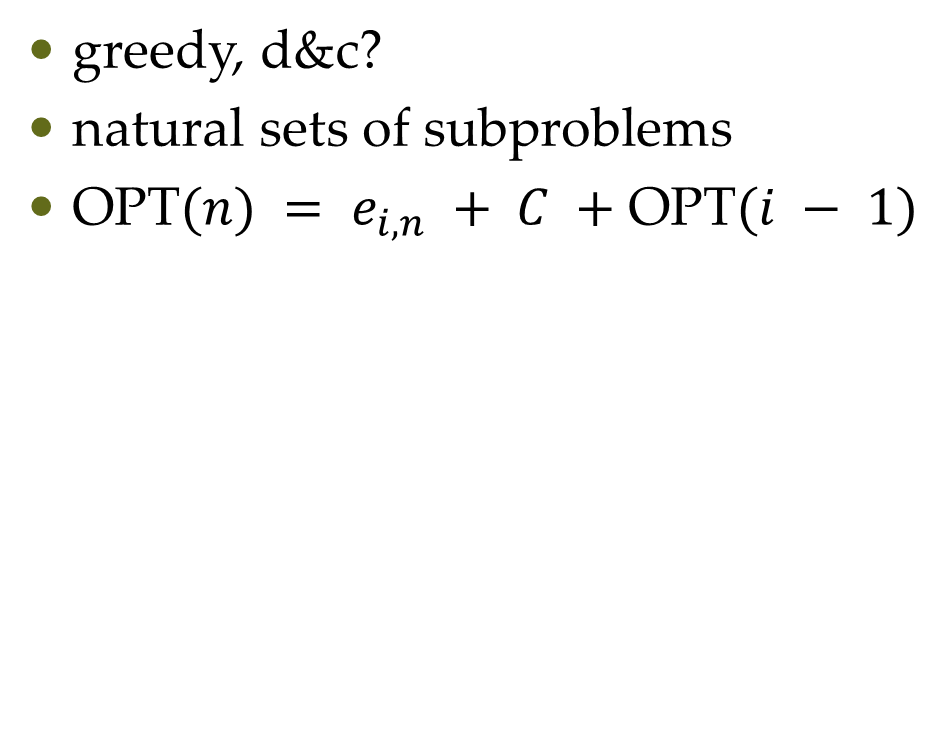 • greedy, d&c?
• natural sets of subproblems
• OPT(n) = e_{i,n} + C + OPT(i − 1)